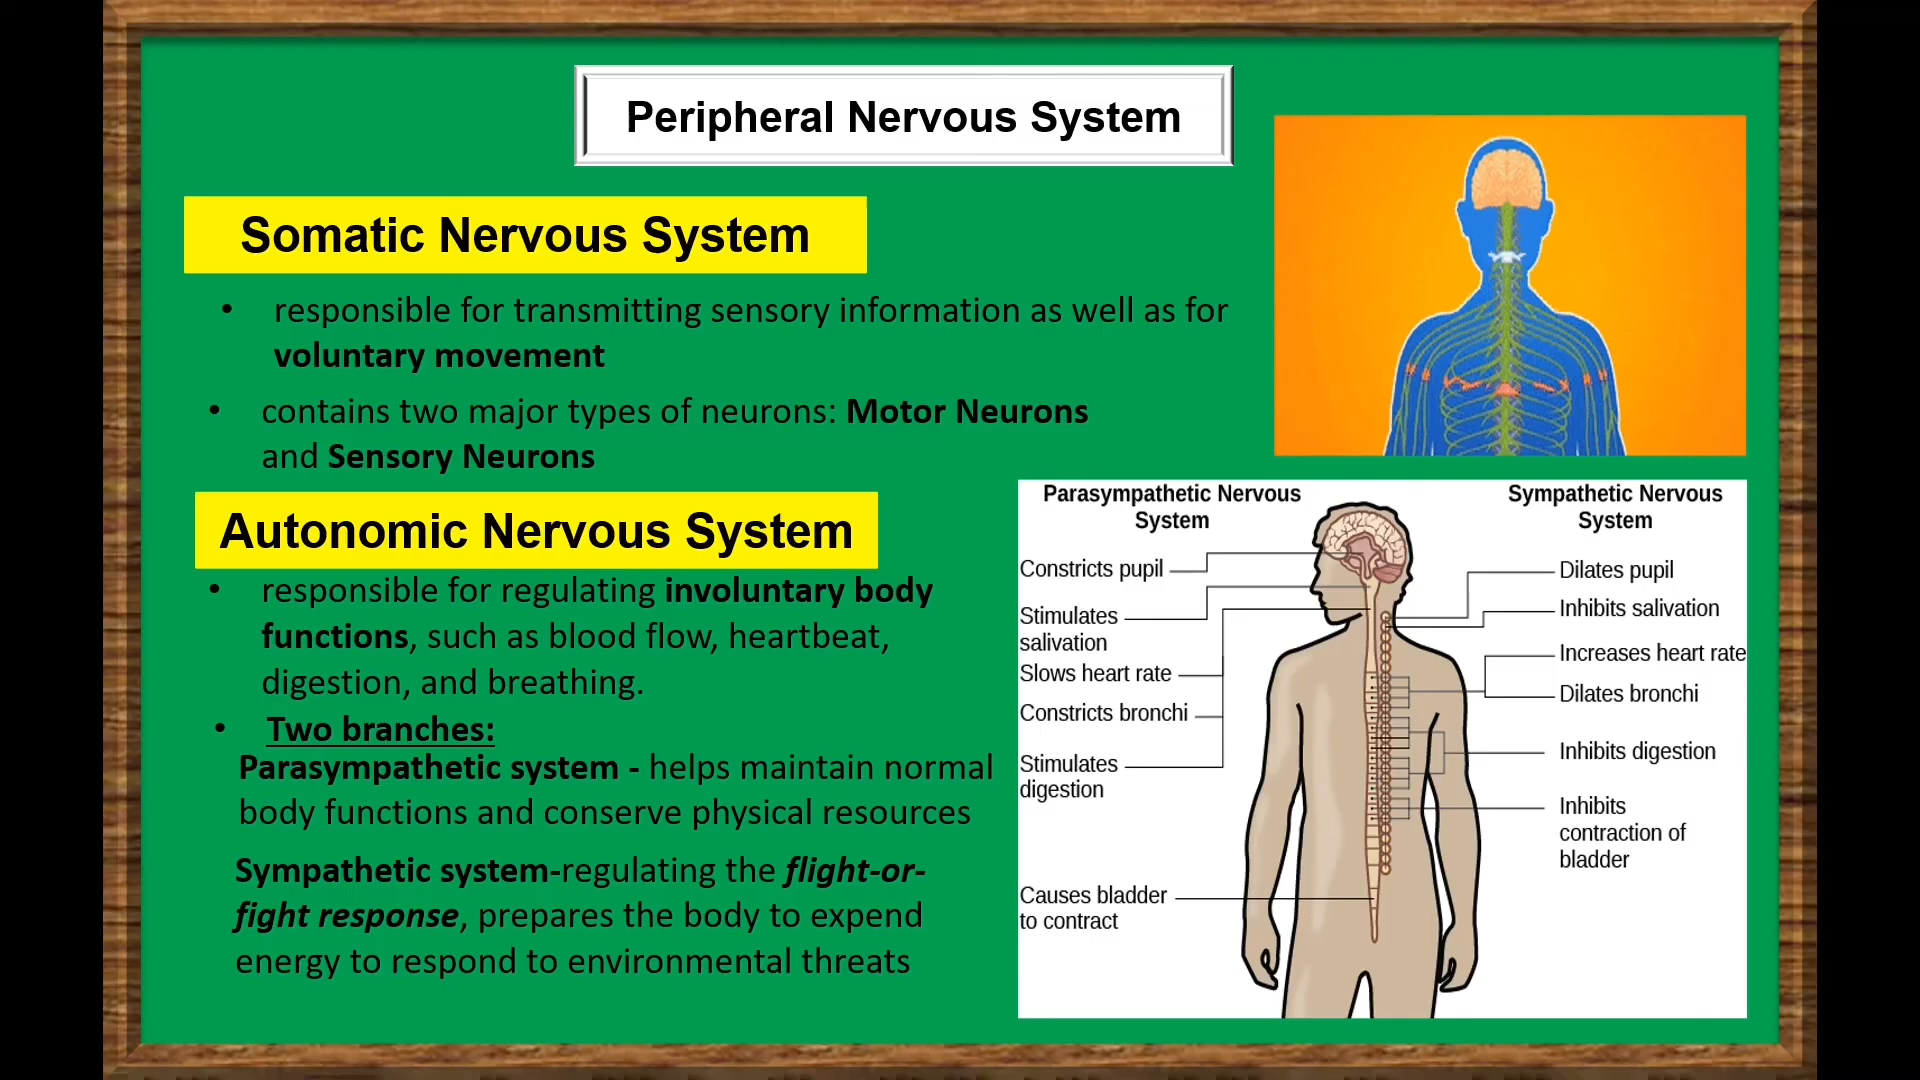 Peripheral Nervous System
Somatic Nervous System
• responsible for transmitting sensory information as well as for
voluntary movement
• contains two major types of neurons: Motor Neurons
and Sensory Neurons
Autonomic Nervous System
• responsible for regulating involuntary body
functions, such as blood flow, heartbeat,
digestion, and breathing.
• Two branches:
Parasympathetic system - helps maintain normal
body functions and conserve physical resources
Sympathetic system-regulating the flight-or-
fight response, prepares the body to expend
energy to respond to environmental threats
Parasympathetic Nervous
System
Constricts pupil
Stimulates
salivation
Slows heart rate
Constricts bronchi
Stimulates
digestion
Causes bladder
to contract
Sympathetic Nervous
System
Dilates pupil
Inhibits salivation
Increases heart rate
Dilates bronchi
Inhibits digestion
Inhibits
contraction of
bladder